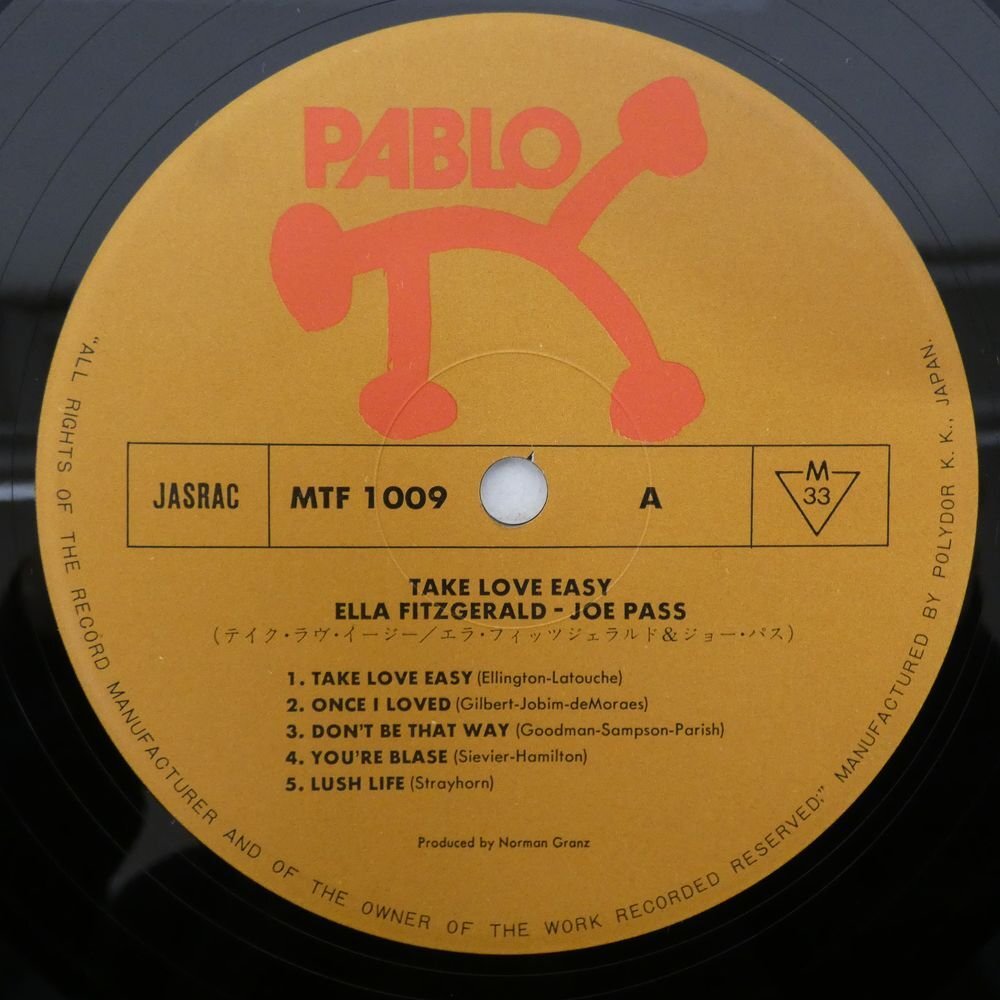 PABLO
JASRAC
MTF 1009
A
M
33
TAKE LOVE EASY
ELLA FITZGERALD - JOE PASS
(テイク・ラヴ・イージー／エラ・フィッツジェラルド&ジョー・パス)
1. TAKE LOVE EASY (Ellington-Latouche)
2. ONCE I LOVED (Gilbert-Jobim-deMoraes)
3. DON'T BE THAT WAY (Goodman-Sampson-Parish)
4. YOU'RE BLASE (Sievier-Hamilton)
5. LUSH LIFE (Strayhorn)
Produced by Norman Granz
"ALL RIGHTS OF THE RECORD MANUFACTURER AND OF THE OWNER OF THE WORK RECORDED RESERVED;" MANUFACTURED BY POLYDOR K. K., JAPAN.